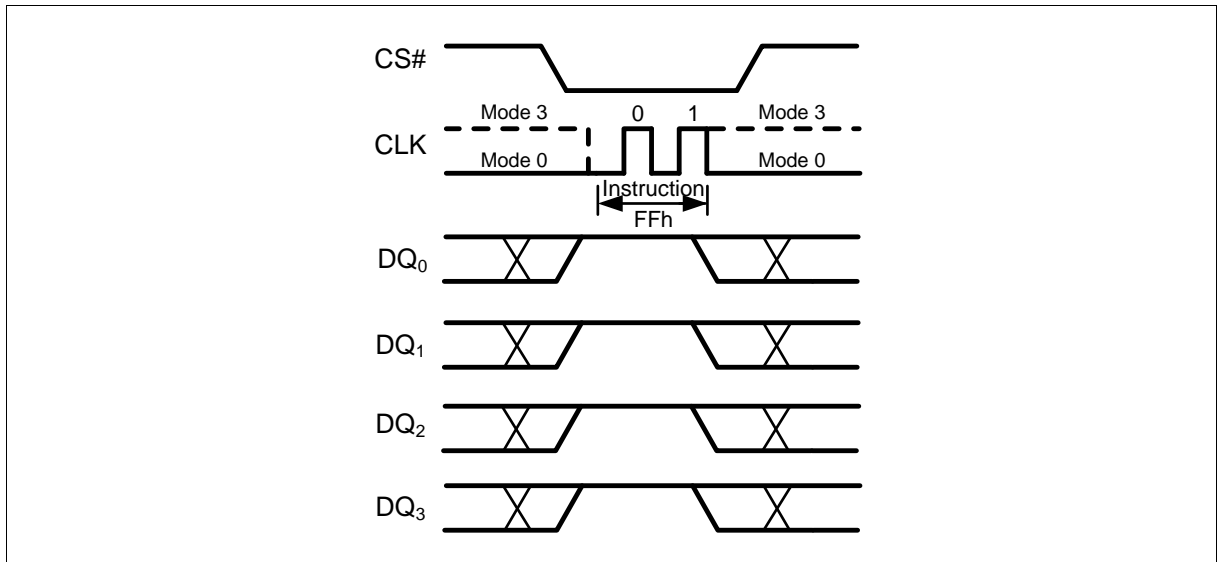 CS#
Mode 3 0 1 Mode 3
CLK
Mode 0 Mode 0
Instruction
FFh
DQ₀
DQ₁
DQ₂
DQ₃